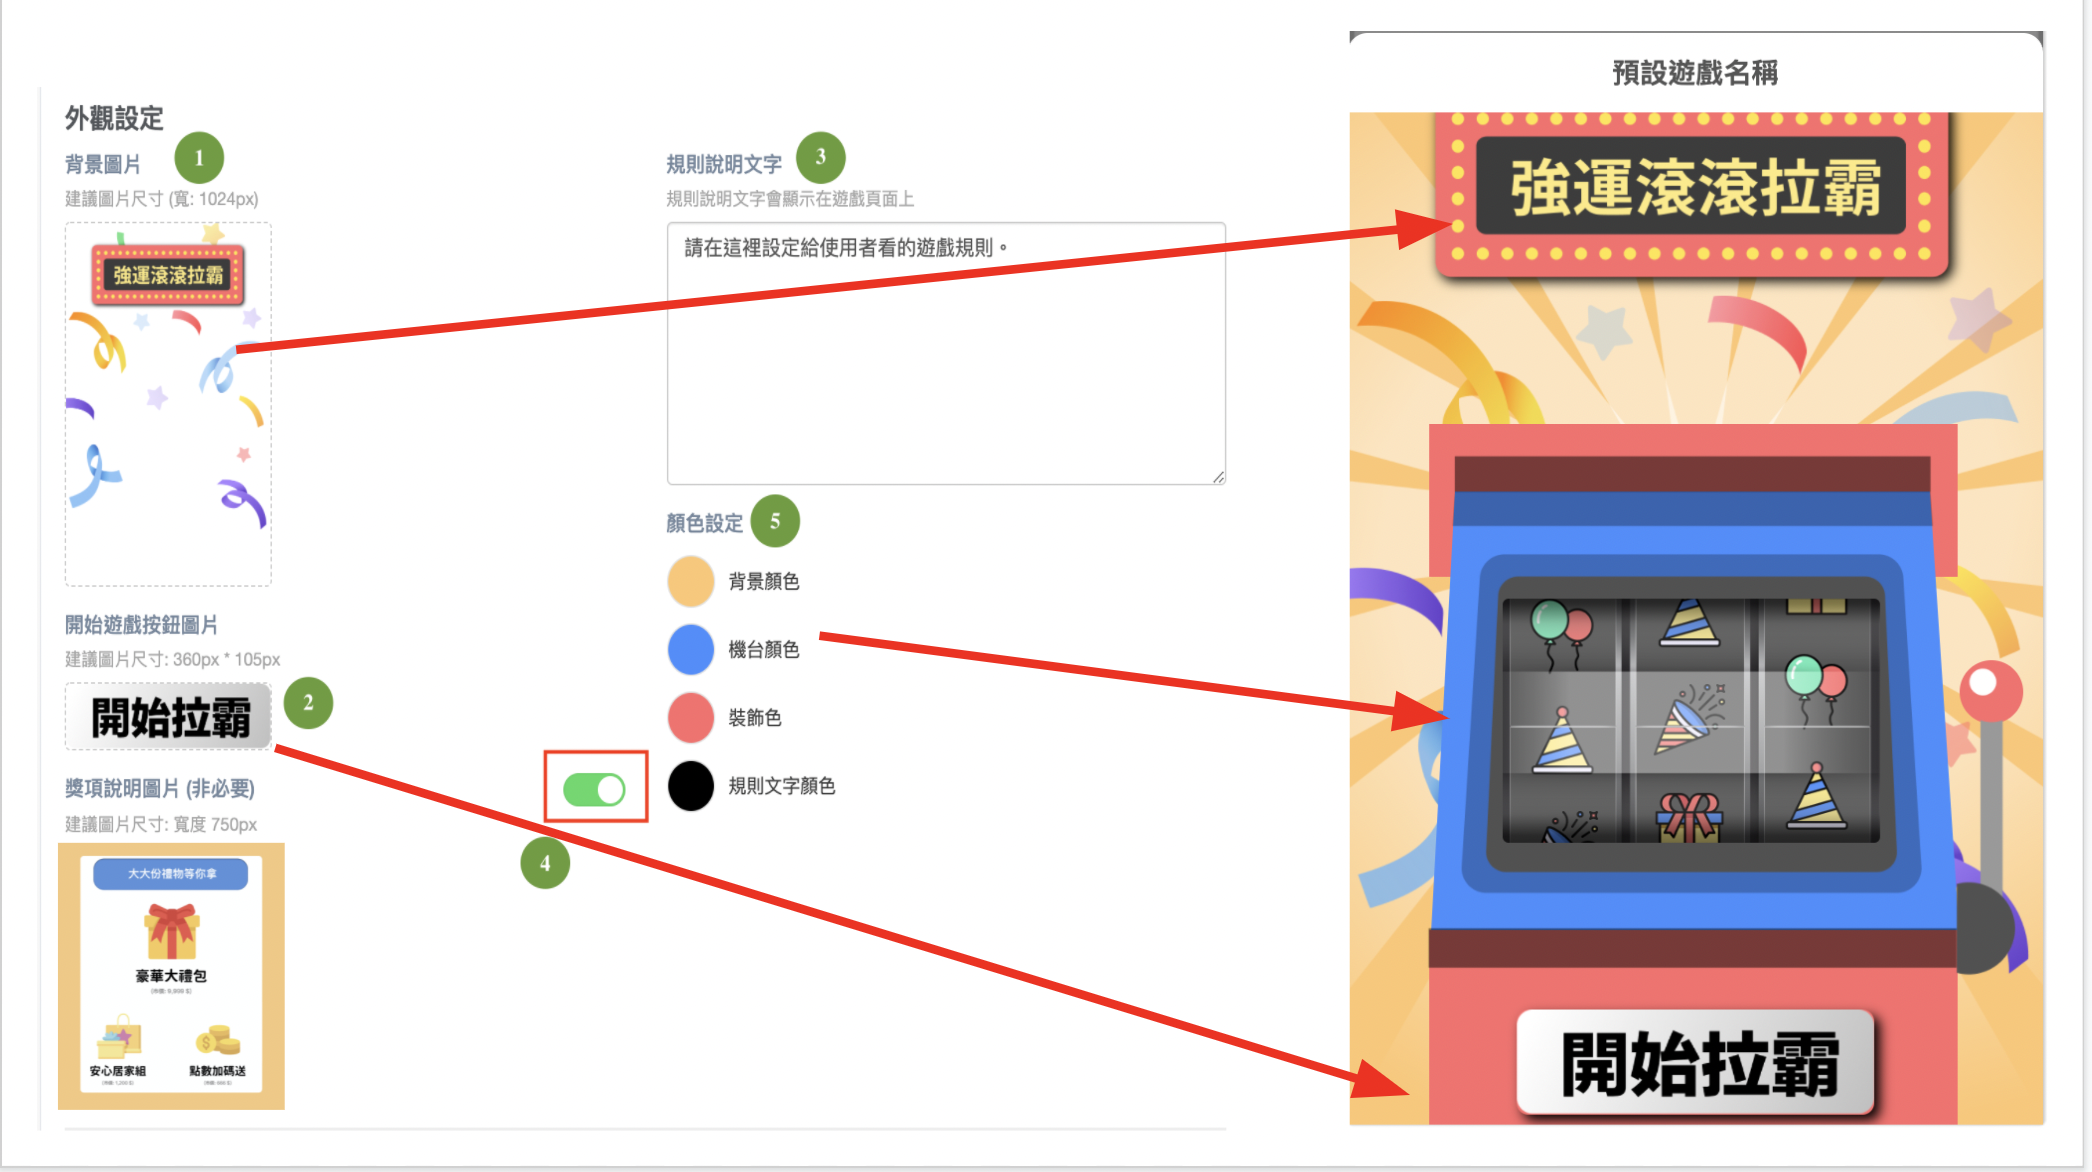 外觀設定
背景圖片
1
建議圖片尺寸 (寬: 1024px)
強運滾滾拉霸
開始遊戲按鈕圖片
建議圖片尺寸: 360px * 105px
開始拉霸
2
獎項說明圖片 (非必要)
建議圖片尺寸: 寬度 750px
大大份禮物等你拿
豪華大禮包
安心居家組
點數加碼送
4
規則說明文字
3
規則說明文字會顯示在遊戲頁面上
請在這裡設定給使用者看的遊戲規則。
顏色設定
5
背景顏色
機台顏色
裝飾色
規則文字顏色
預設遊戲名稱
強運滾滾拉霸
開始拉霸